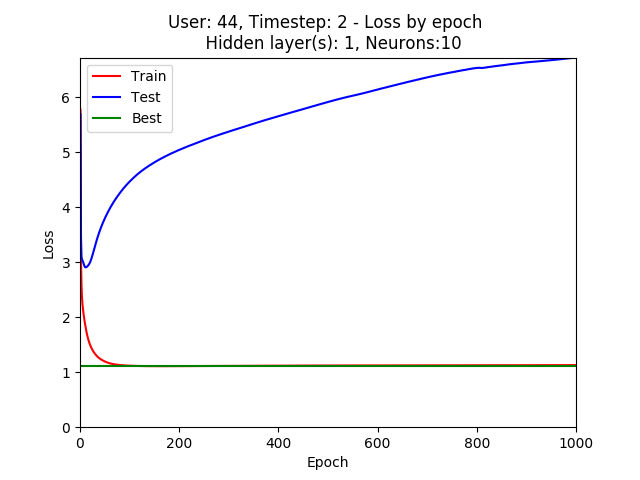 User: 44, Timestep: 2 - Loss by epoch
Hidden layer(s): 1, Neurons:10
Train
Test
Best
Loss
6
5
4
3
2
1
0
0 200 400 600 800 1000
Epoch